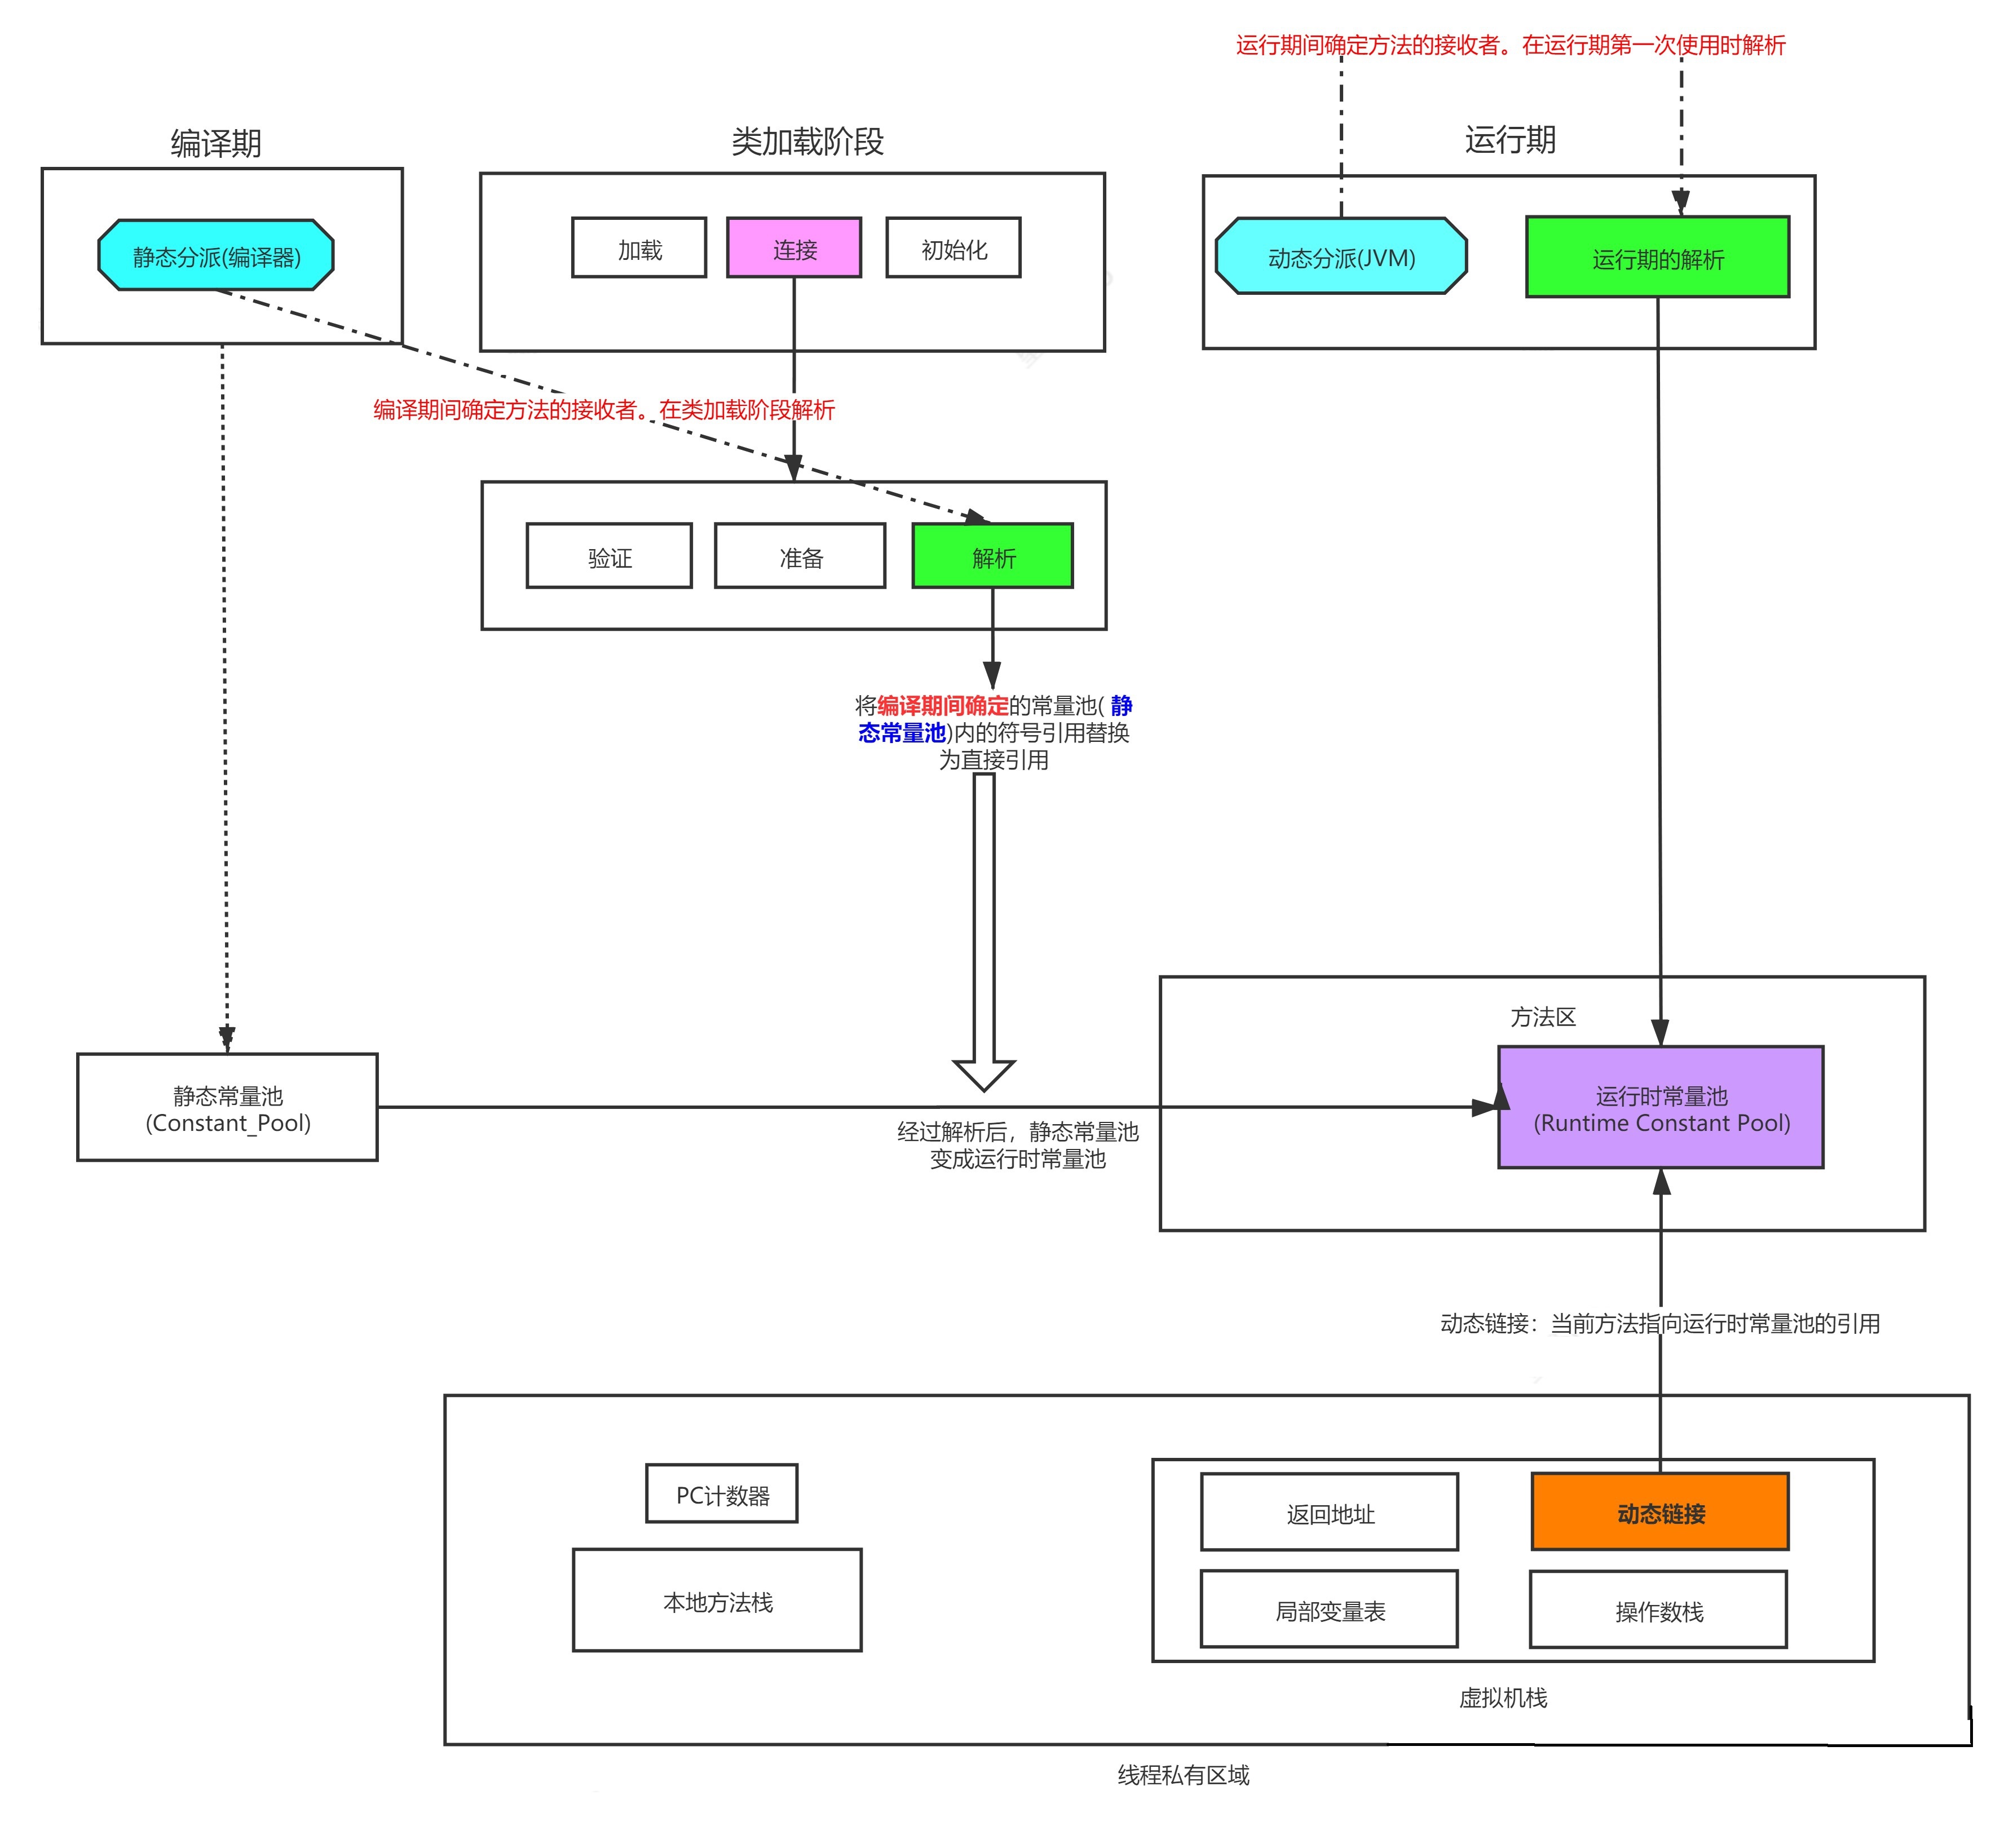 运行期间确定方法的接收者。在运行期第一次使用时解析
编译期
类加载阶段
运行期
静态分派(编译器)
加载
连接
初始化
动态分派(JVM)
运行期的解析
编译期间确定方法的接收者。在类加载阶段解析
验证
准备
解析
将编译期间确定的常量池( 静
态常量池)内的符号引用替换
为直接引用
方法区
静态常量池
(Constant_Pool)
运行时常量池
(Runtime Constant Pool)
经过解析后，静态常量池
变成运行时常量池
动态链接：当前方法指向运行时常量池的引用
PC计数器
返回地址
动态链接
本地方法栈
局部变量表
操作数栈
虚拟机栈
线程私有区域